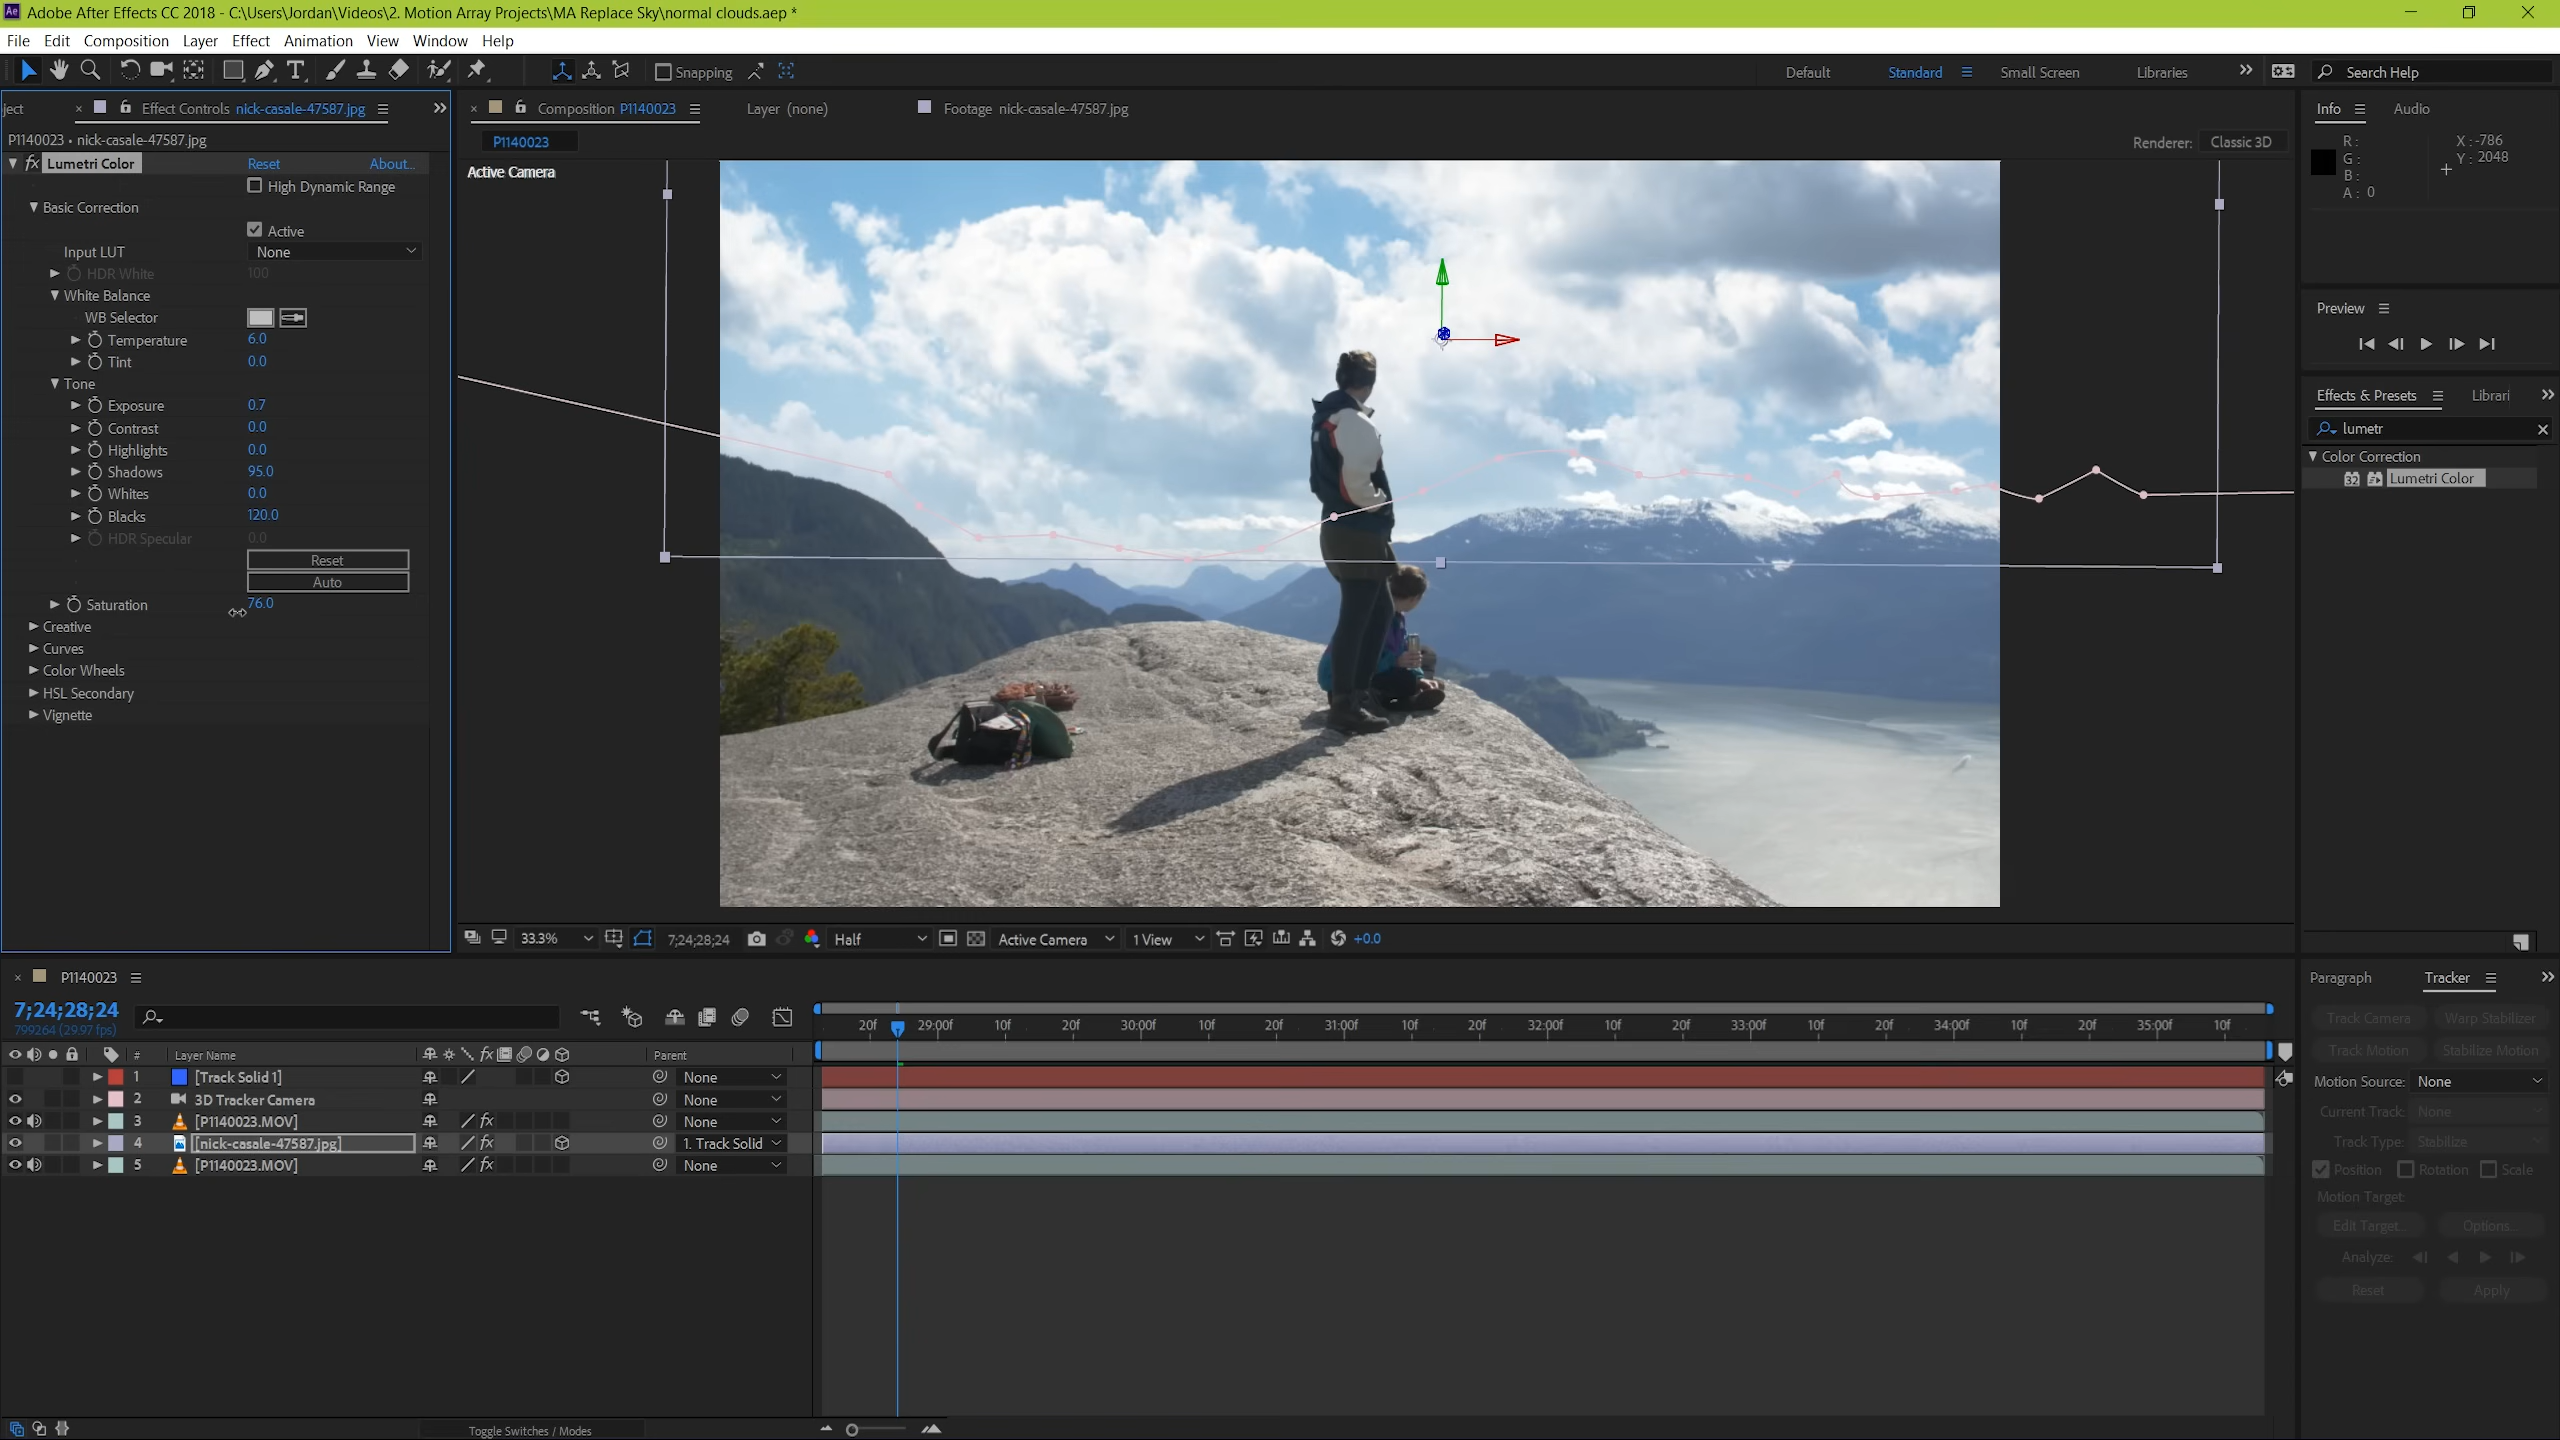 Adobe After Effects CC 2018 - C:\Users\Jordan\Videos\2. Motion Array Projects\MA Replace Sky\normal clouds.aep *
File Edit Composition Layer Effect Animation View Window Help
Snapping Default Standard Small Screen Libraries Search Help
ject Effect Controls nick-casale-47587.jpg Composition P1140023 Layer (none) Footage nick-casale-47587.jpg Info Audio
P1140023 • nick-casale-47587.jpg P1140023 Renderer: Classic 3D
R: X: -786
G: Y: 2048
B:
A: 0
fx Lumetri Color Reset About...
Active Camera
High Dynamic Range
Basic Correction
Active
Input LUT None
HDR White 100
White Balance
WB Selector
Temperature 6.0
Tint 0.0
Tone
Exposure 0.7
Contrast 0.0
Highlights 0.0
Shadows 95.0
Whites 0.0
Blacks 120.0
HDR Specular 0.0
Reset
Auto
Saturation 76.0
Creative
Curves
Color Wheels
HSL Secondary
Vignette
Preview
Effects & Presets Librari
lumetr
Color Correction
32 Lumetri Color
33.3% 7;24;28;24 Half Active Camera 1 View +0.0
P1140023
7;24;28;24
799264 (29.97 fps)
20f 29:00f 10f 20f 30:00f 10f 20f 31:00f 10f 20f 32:00f 10f 20f 33:00f 10f 20f 34:00f 10f 20f 35:00f 10f
# Layer Name fx Parent
1 [Track Solid 1] None
2 3D Tracker Camera None
3 [P1140023.MOV] fx None
4 [nick-casale-47587.jpg] fx 1. Track Solid
5 [P1140023.MOV] fx None
Toggle Switches / Modes
Paragraph Tracker
Track Camera Warp Stabilizer
Track Motion Stabilize Motion
Motion Source: None
Current Track: None
Track Type: Stabilize
Position Rotation Scale
Motion Target:
Edit Target... Options...
Analyze:
Reset Apply